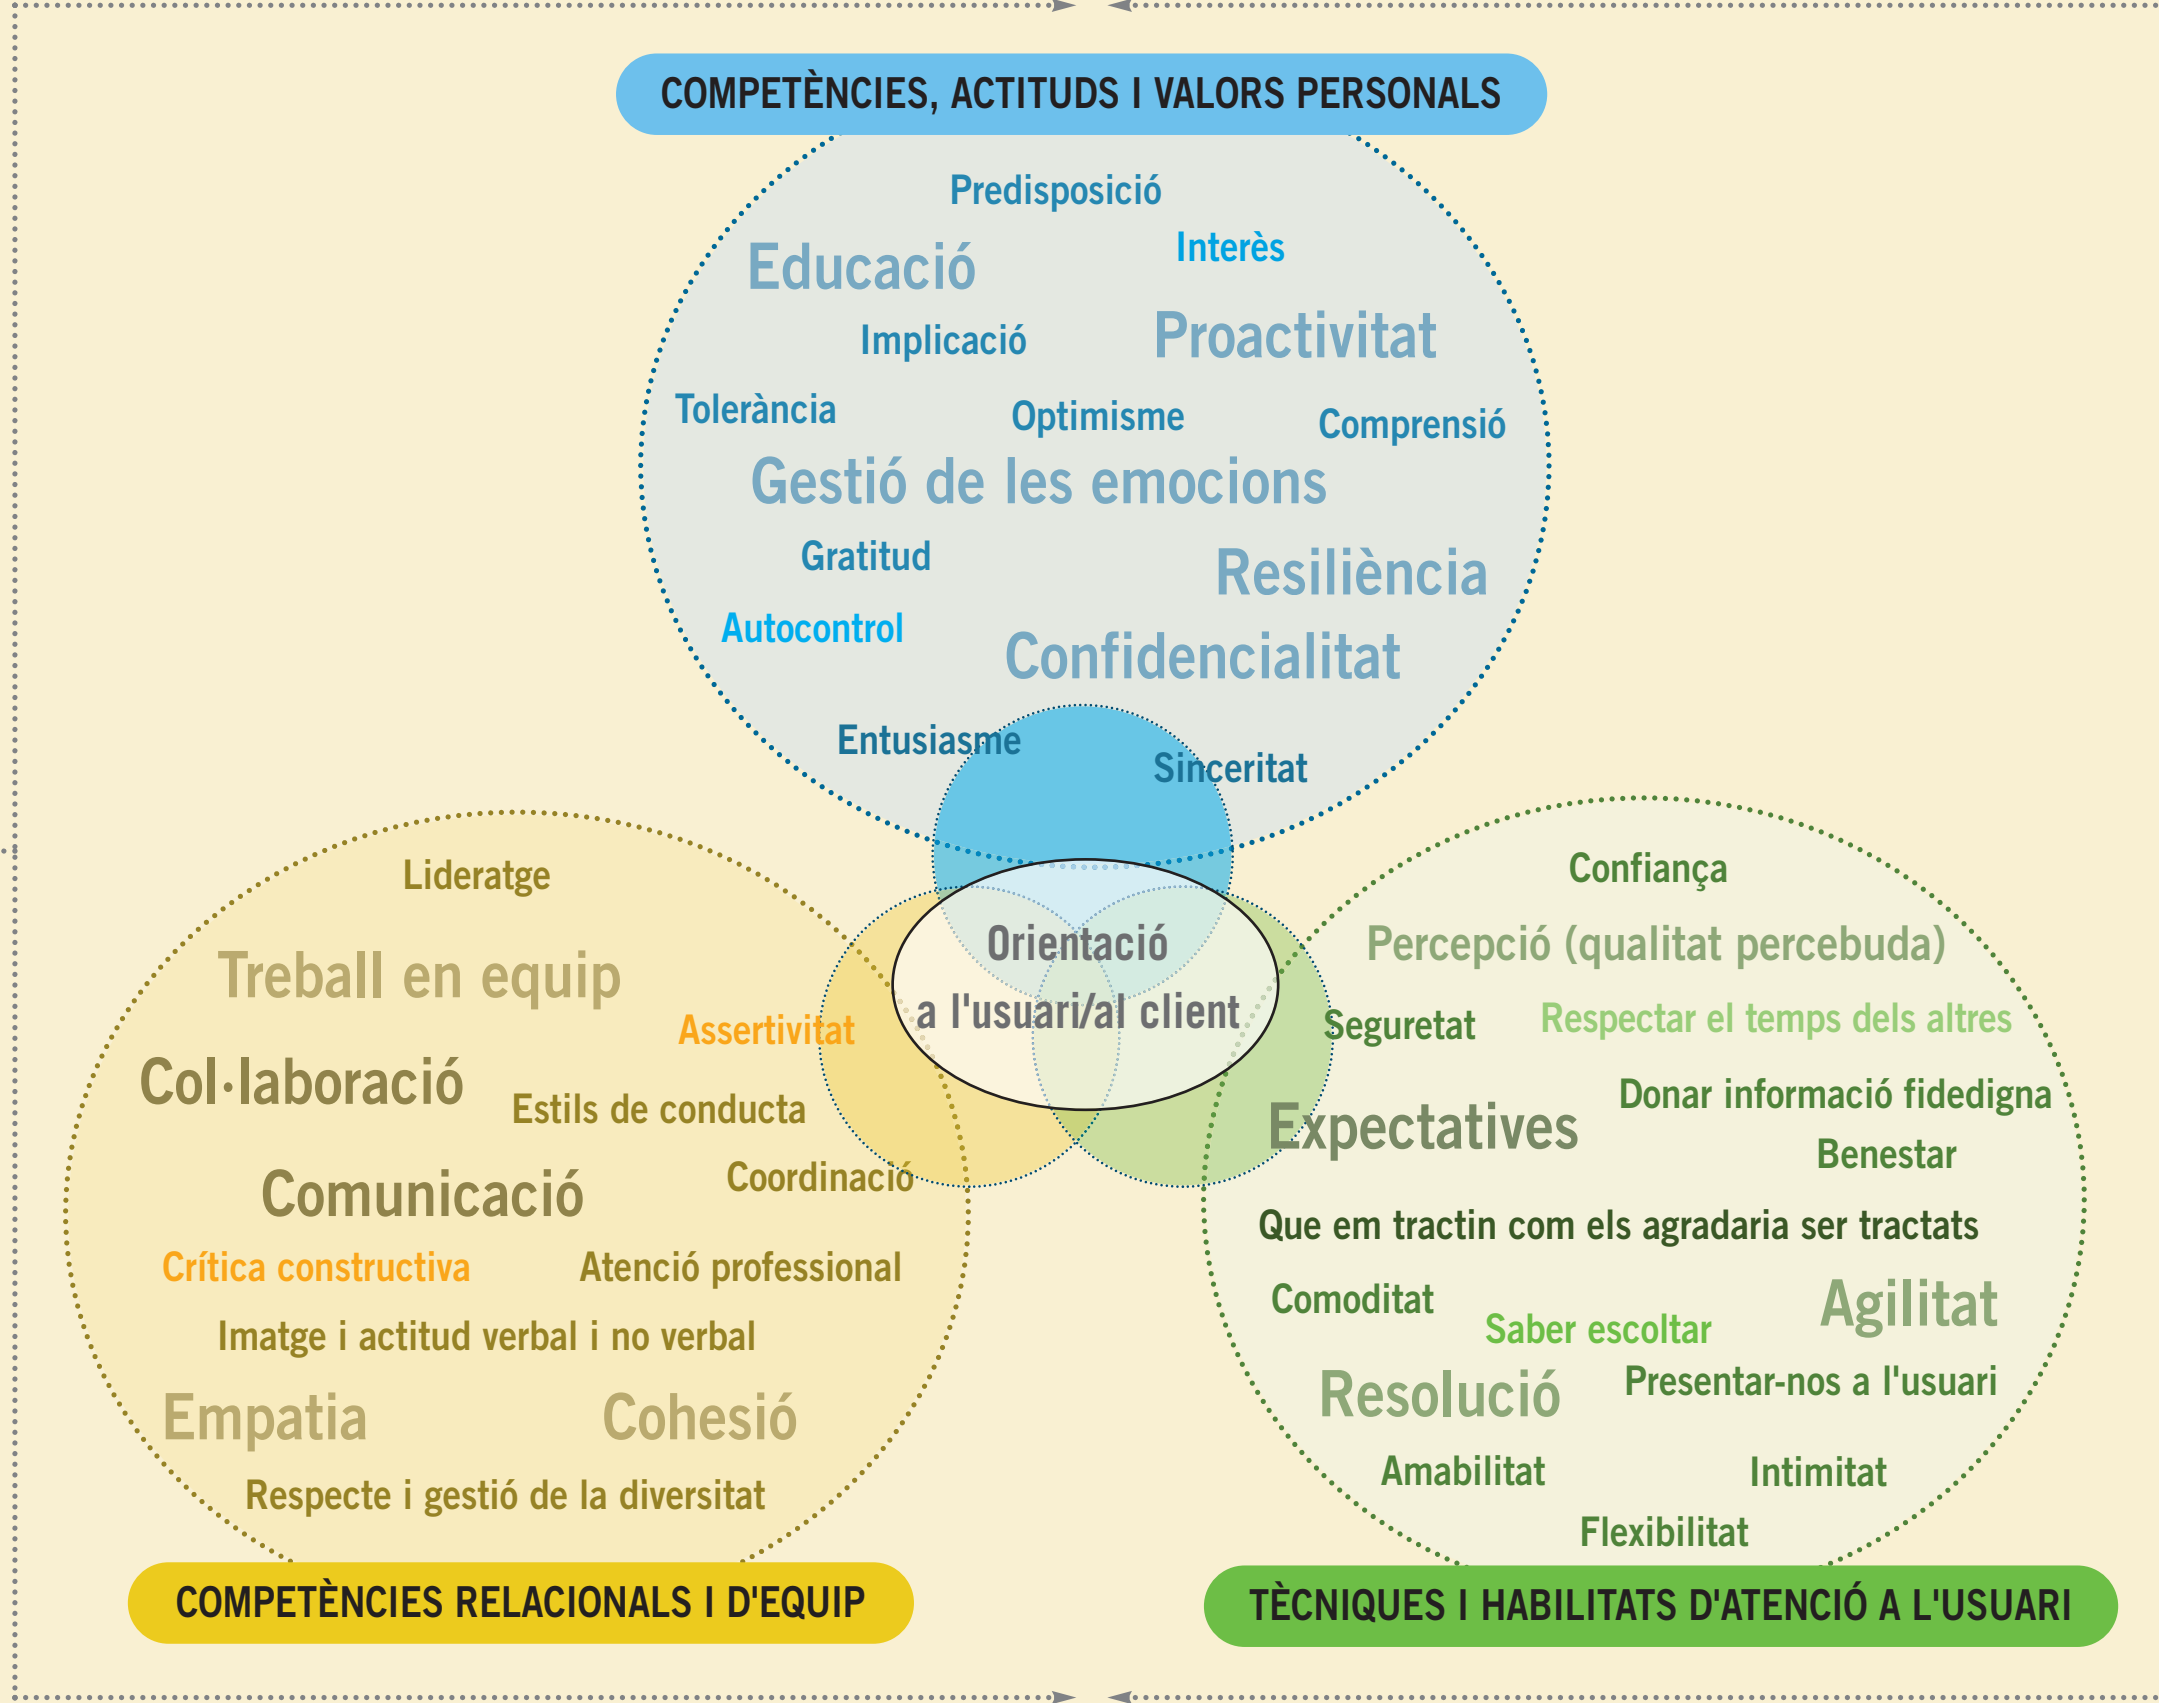 COMPETÈNCIES, ACTITUDS I VALORS PERSONALS
Predisposició
Interès
Educació
Proactivitat
Implicació
Tolerància
Optimisme
Comprensió
Gestió de les emocions
Gratitud
Resiliència
Autocontrol
Confidencialitat
Entusiasme
Sinceritat
Orientació
a l'usuari/al client
Lideratge
Treball en equip
Assertivitat
Col·laboració
Estils de conducta
Coordinació
Comunicació
Crítica constructiva
Atenció professional
Imatge i actitud verbal i no verbal
Empatia
Cohesió
Respecte i gestió de la diversitat
COMPETÈNCIES RELACIONALS I D'EQUIP
Confiança
Percepció (qualitat percebuda)
Seguretat
Respectar el temps dels altres
Donar informació fidedigna
Expectatives
Benestar
Que em tractin com els agradaria ser tractats
Comoditat
Agilitat
Saber escoltar
Resolució
Presentar-nos a l'usuari
Amabilitat
Intimitat
Flexibilitat
TÈCNIQUES I HABILITATS D'ATENCIÓ A L'USUARI